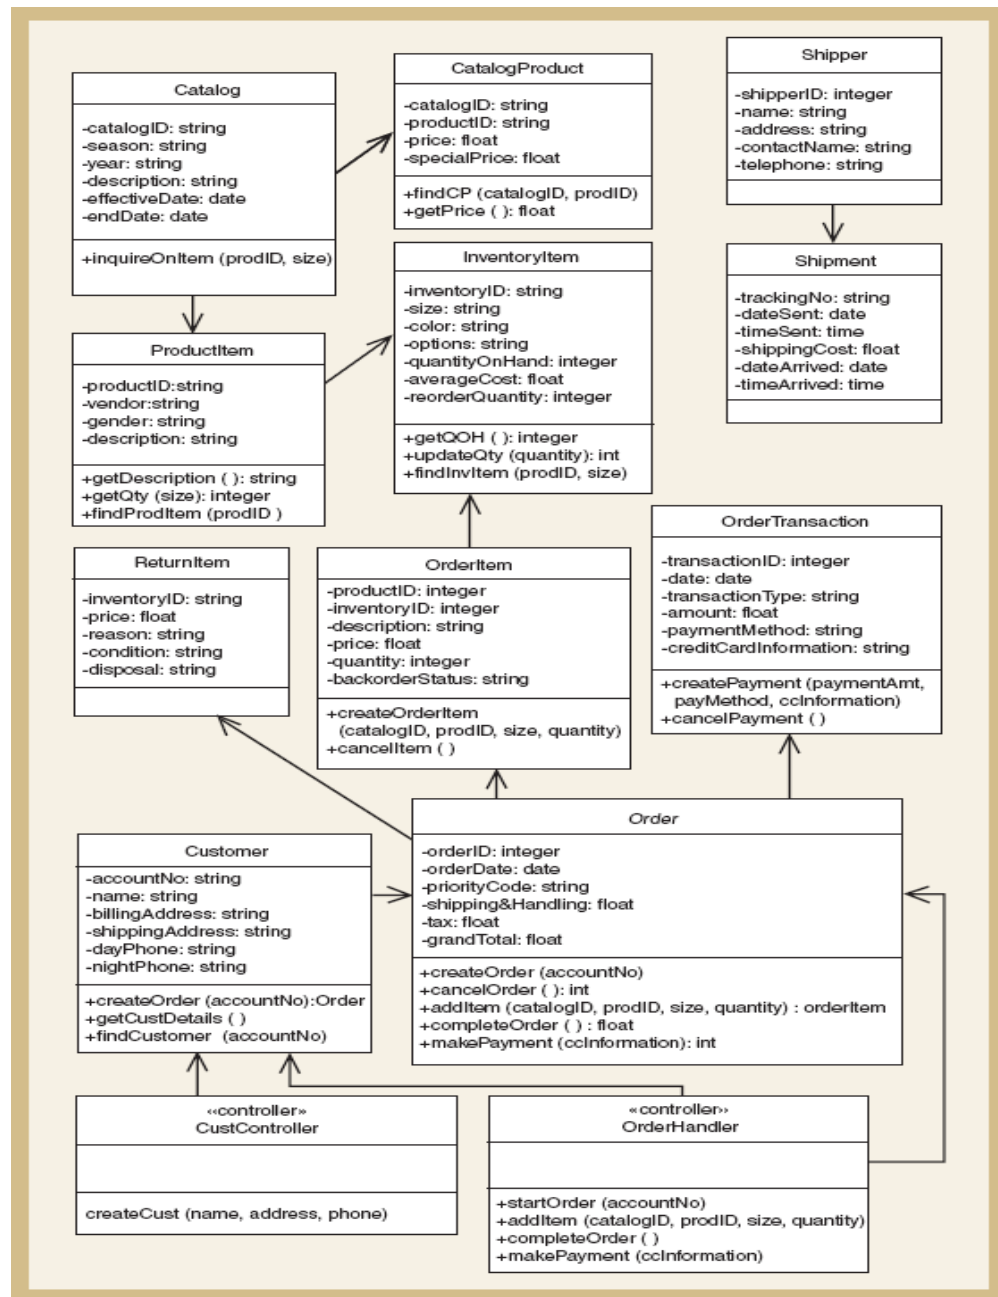 Catalog
-catalogID: string
-season: string
-year: string
-description: string
-effectiveDate: date
-endDate: date
+inquireOnItem (prodID, size)
CatalogProduct
-catalogID: string
-productID: string
-price: float
-specialPrice: float
+findCP (catalogID, prodID)
+getPrice ( ): float
Shipper
-shipperID: integer
-name: string
-address: string
-contactName: string
-telephone: string
InventoryItem
-inventoryID: string
-size: string
-color: string
-options: string
-quantityOnHand: integer
-averageCost: float
-reorderQuantity: integer
+getQOH ( ): integer
+updateQty (quantity): int
+findInvItem (prodID, size)
Shipment
-trackingNo: string
-dateSent: date
-timeSent: time
-shippingCost: float
-dateArrived: date
-timeArrived: time
ProductItem
-productID:string
-vendor:string
-gender: string
-description: string
+getDescription ( ): string
+getQty (size): integer
+findProdItem (prodID )
ReturnItem
-inventoryID: string
-price: float
-reason: string
-condition: string
-disposal: string
OrderItem
-productID: integer
-inventoryID: integer
-description: string
-price: float
-quantity: integer
-backorderStatus: string
+createOrderItem
(catalogID, prodID, size, quantity)
+cancelItem ( )
OrderTransaction
-transactionID: integer
-date: date
-transactionType: string
-amount: float
-paymentMethod: string
-creditCardInformation: string
+createPayment (paymentAmt,
payMethod, ccInformation)
+cancelPayment ( )
Customer
-accountNo: string
-name: string
-billingAddress: string
-shippingAddress: string
-dayPhone: string
-nightPhone: string
+createOrder (accountNo):Order
+getCustDetails ( )
+findCustomer (accountNo)
Order
-orderID: integer
-orderDate: date
-priorityCode: string
-shipping&Handling: float
-tax: float
-grandTotal: float
+createOrder (accountNo)
+cancelOrder ( ): int
+addItem (catalogID, prodID, size, quantity) : orderItem
+completeOrder ( ) : float
+makePayment (ccInformation): int
«controller»
CustController
createCust (name, address, phone)
«controller»
OrderHandler
+startOrder (accountNo)
+addItem (catalogID, prodID, size, quantity)
+completeOrder ( )
+makePayment (ccInformation)